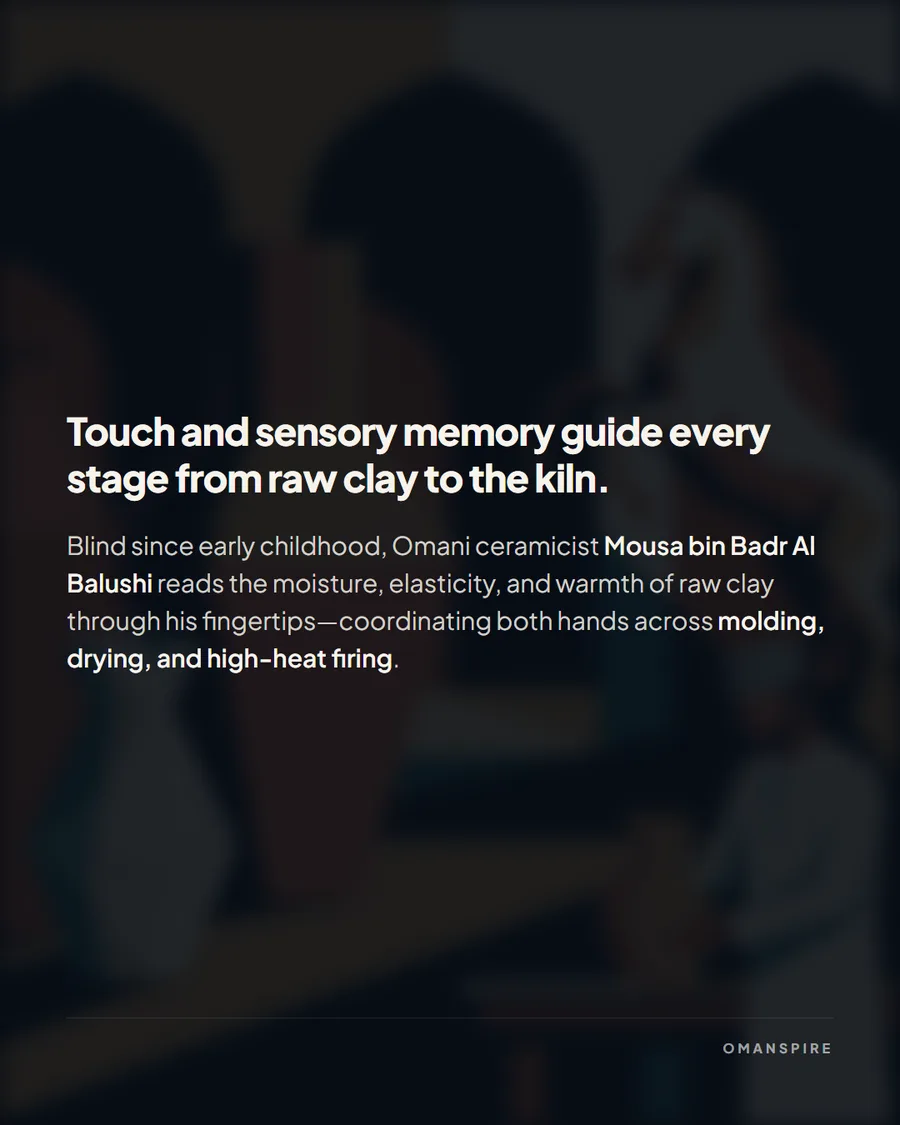 Touch and sensory memory guide every
stage from raw clay to the kiln.
Blind since early childhood, Omani ceramicist Mousa bin Badr Al
Balushi reads the moisture, elasticity, and warmth of raw clay
through his fingertips—coordinating both hands across molding,
drying, and high-heat firing.
OMANSPIRE